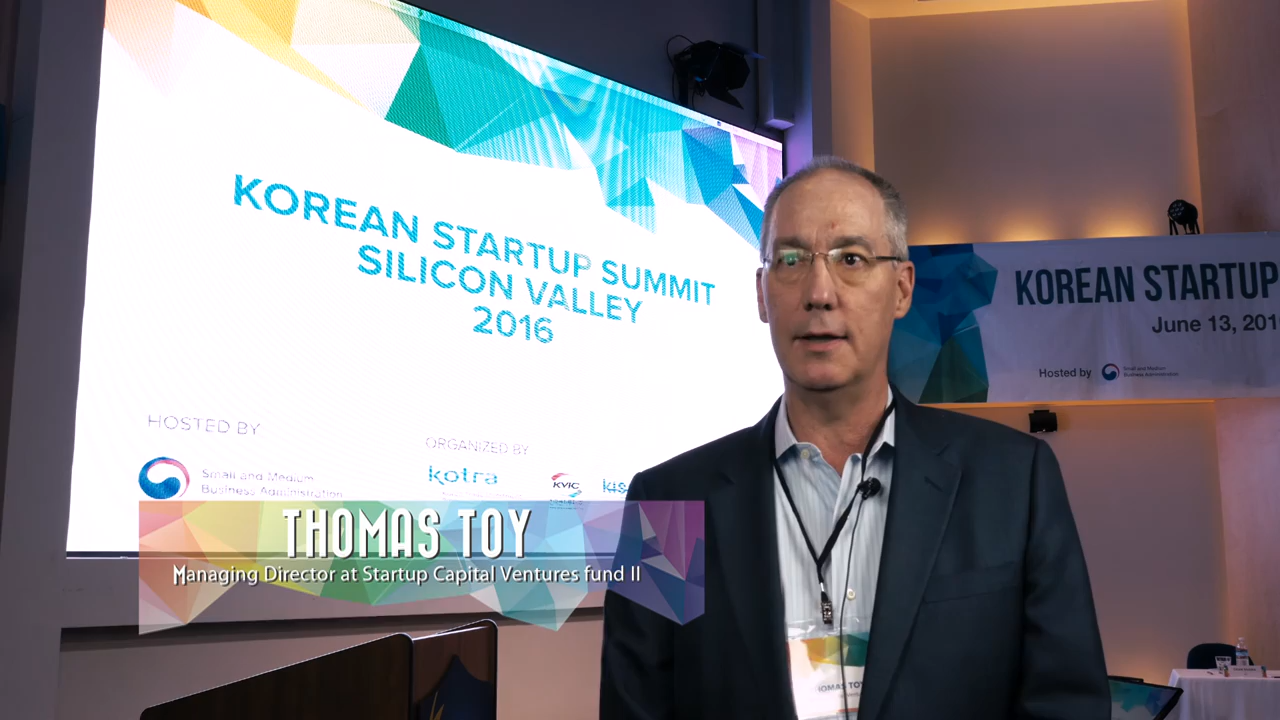 KOREAN STARTUP SUMMIT
SILICON VALLEY
2016
HOSTED BY
Small and Medium
Business Administration
ORGANIZED BY
kotra
KVIC
KOREAN STARTUP
June 13, 201
Hosted by
Small and Medium
Business Administration
THOMAS TOY
Managing Director at Startup Capital Ventures fund II
OMAS TOY